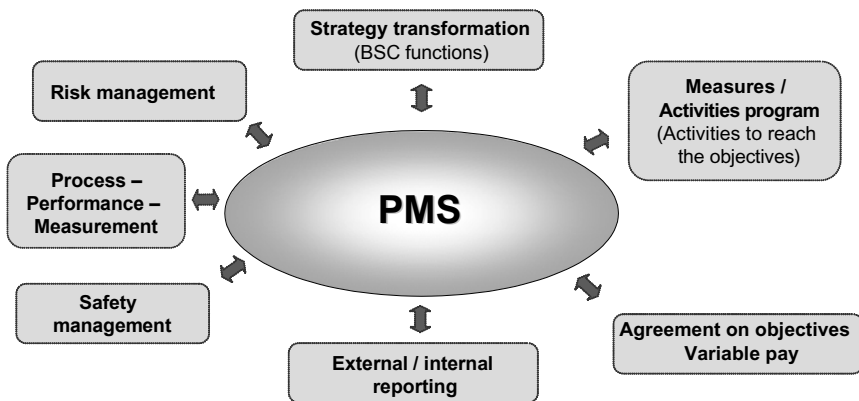 Strategy transformation
(BSC functions)
Risk management
Measures /
Activities program
(Activities to reach
the objectives)
Process –
Performance –
Measurement
PMS
Safety
management
Agreement on objectives
Variable pay
External / internal
reporting